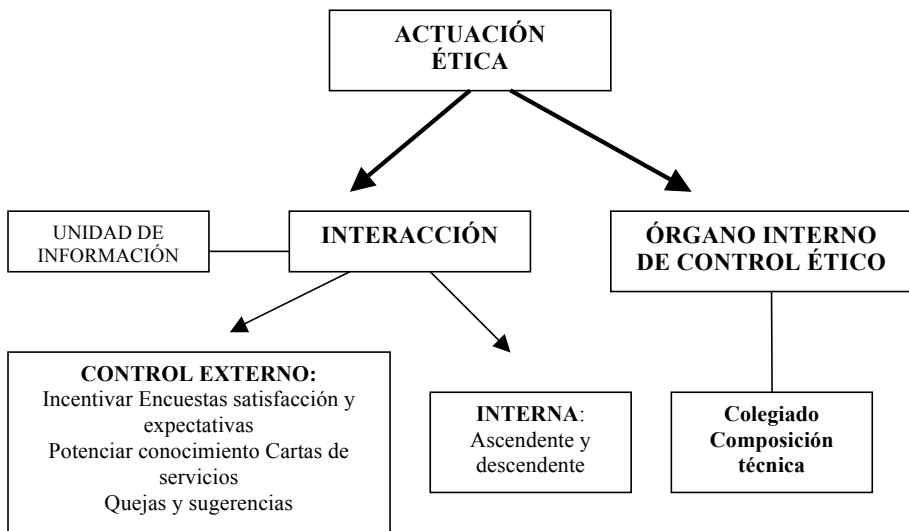 ACTUACIÓN
ÉTICA
UNIDAD DE
INFORMACIÓN
INTERACCIÓN
ÓRGANO INTERNO
DE CONTROL ÉTICO
CONTROL EXTERNO:
Incentivar Encuestas satisfacción y
expectativas
Potenciar conocimiento Cartas de
servicios
Quejas y sugerencias
INTERNA:
Ascendente y
descendente
Colegiado
Composición
técnica